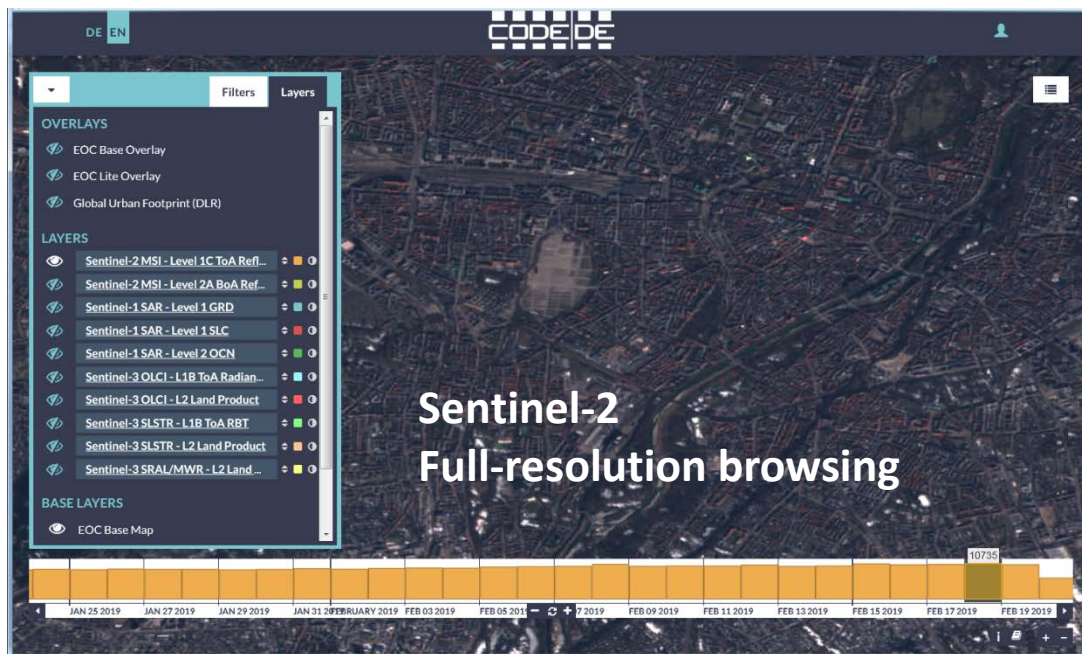 DE EN
CODE DE
Filters Layers
OVERLAYS
EOC Base Overlay
EOC Lite Overlay
Global Urban Footprint (DLR)
LAYERS
Sentinel-2 MSI - Level 1C ToA Refl...
Sentinel-2 MSI - Level 2A BoA Ref...
Sentinel-1 SAR - Level 1 GRD
Sentinel-1 SAR - Level 1 SLC
Sentinel-1 SAR - Level 2 OCN
Sentinel-3 OLCI - L1B ToA Radian...
Sentinel-3 OLCI - L2 Land Product
Sentinel-3 SLSTR - L1B ToA RBT
Sentinel-3 SLSTR - L2 Land Product
Sentinel-3 SRAL/MWR - L2 Land ...
BASE LAYERS
EOC Base Map
Sentinel-2
Full-resolution browsing
10735
JAN 25 2019 JAN 27 2019 JAN 29 2019 JAN 31 FEBRUARY 2019 FEB 03 2019 FEB 05 201 7 2019 FEB 09 2019 FEB 11 2019 FEB 13 2019 FEB 15 2019 FEB 17 2019 FEB 19 2019